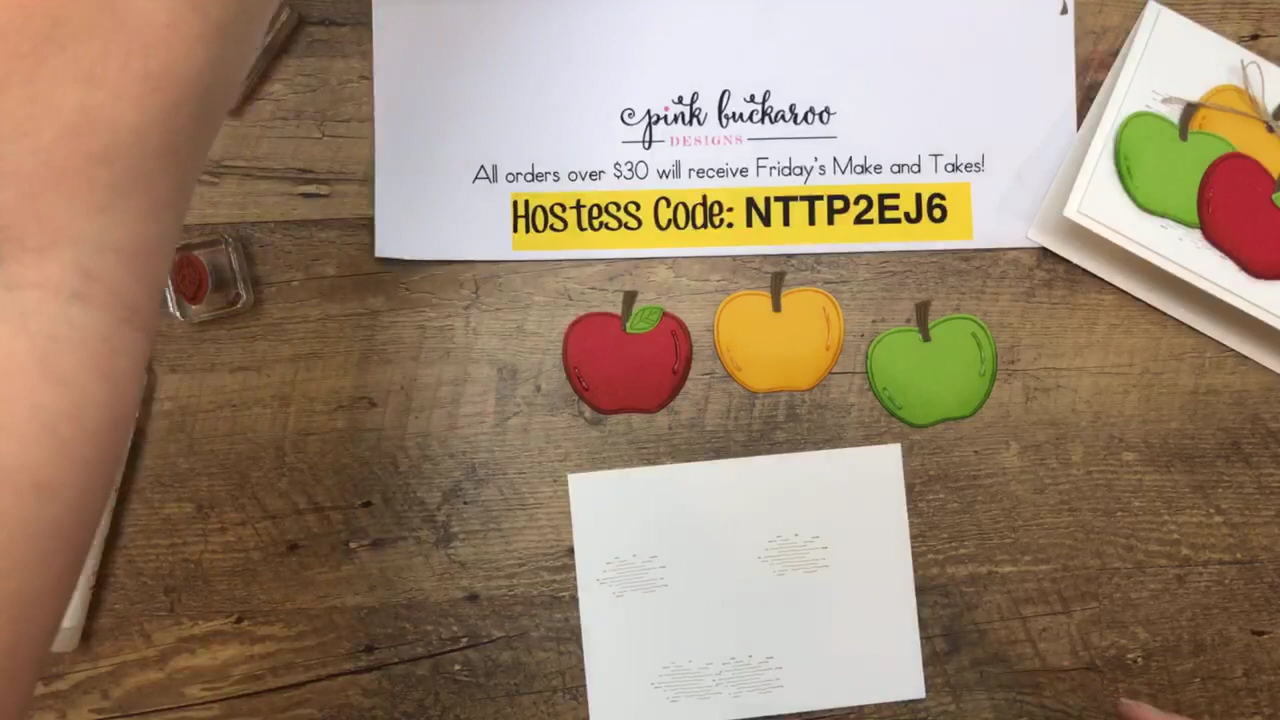 pink buckaroo
DESIGNS
All orders over $30 will receive Friday's Make and Takes!
Hostess Code: NTTP2EJ6